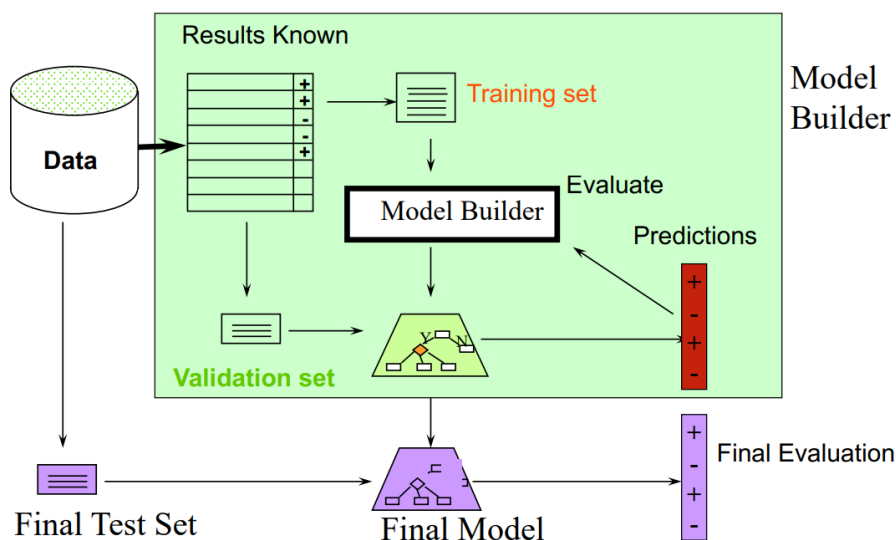 Results Known
+
+
-
-
+
Training set
Model
Builder
Data
Evaluate
Model Builder
Predictions
+
-
+
-
Y
N
Validation set
+
-
+
-
Final Evaluation
Final Test Set
Final Model